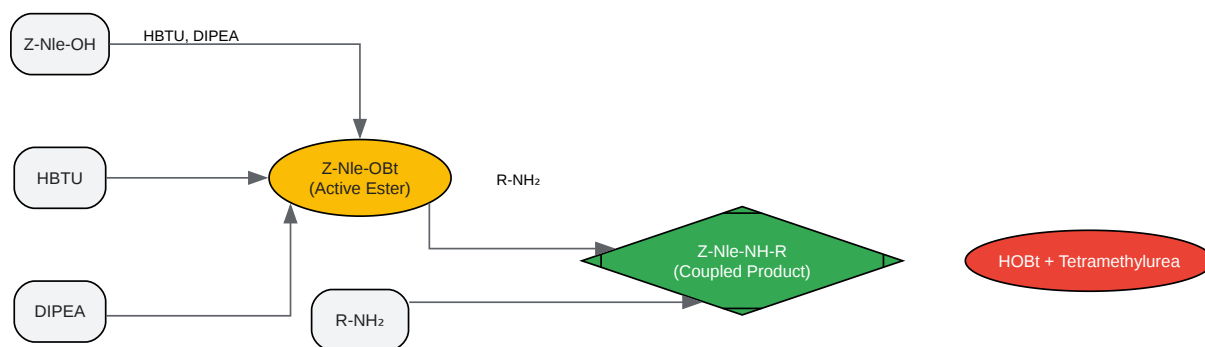 Z-Nle-OH
HBTU, DIPEA
HBTU
Z-Nle-OBt
(Active Ester)
R-NH₂
Z-Nle-NH-R
(Coupled Product)
HOBt + Tetramethylurea
DIPEA
R-NH₂